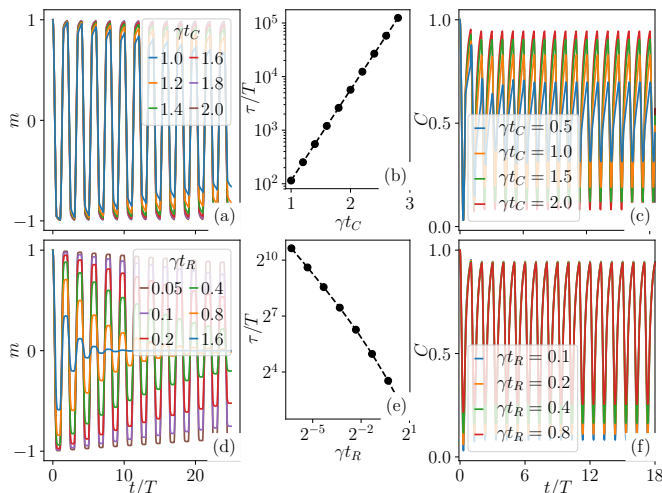 1
0
−1
m
γt_C
1.0
1.6
1.2
1.8
1.4
2.0
(a)
10^5
10^4
10^3
10^2
τ/T
1
2
3
γt_C
(b)
1.0
0.5
0.0
C
γt_C = 0.5
γt_C = 1.0
γt_C = 1.5
γt_C = 2.0
(c)
1
0
−1
m
γt_R
0.05
0.4
0.1
0.8
0.2
1.6
(d)
0
10
20
t/T
2^10
2^7
2^4
τ/T
(e)
2^−5
2^−2
2^1
γt_R
1.0
0.5
0.0
C
γt_R = 0.1
γt_R = 0.2
γt_R = 0.4
γt_R = 0.8
(f)
0
6
12
18
t/T